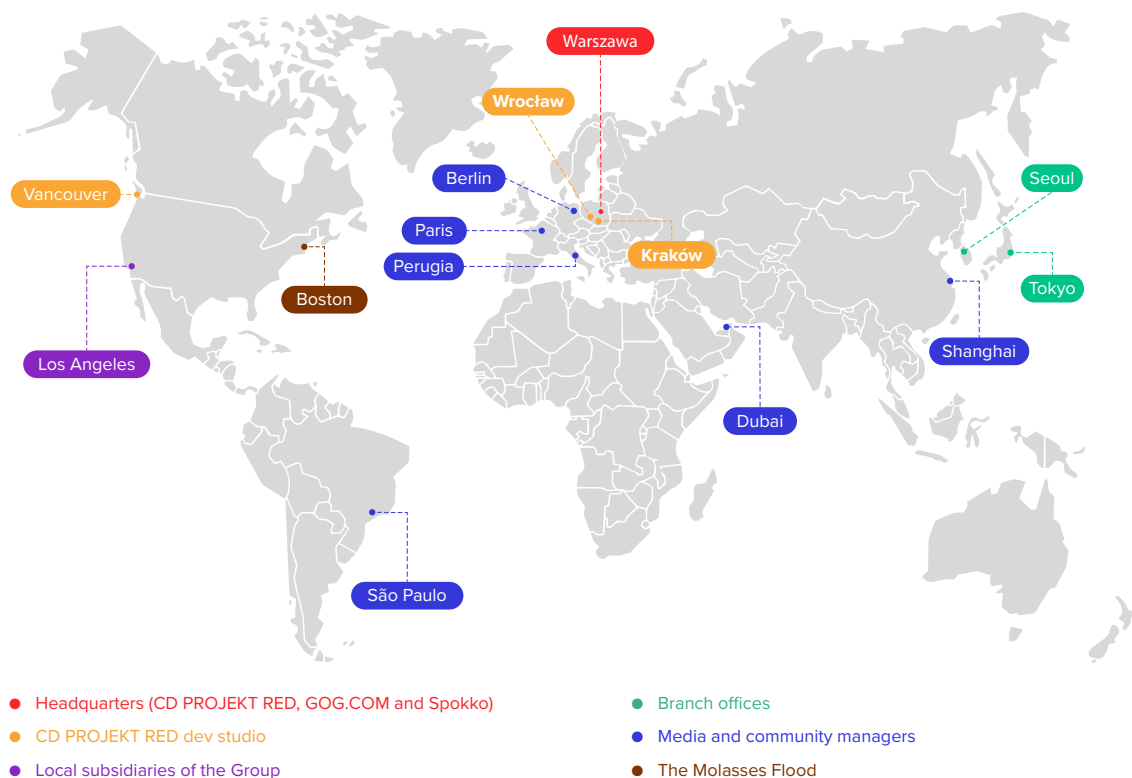 Warszawa
Wrocław
Berlin
Seoul
Vancouver
Paris
Kraków
Perugia
Tokyo
Boston
Shanghai
Los Angeles
Dubai
São Paulo
Headquarters (CD PROJEKT RED, GOG.COM and Spokko)
CD PROJEKT RED dev studio
Local subsidiaries of the Group
Branch offices
Media and community managers
The Molasses Flood